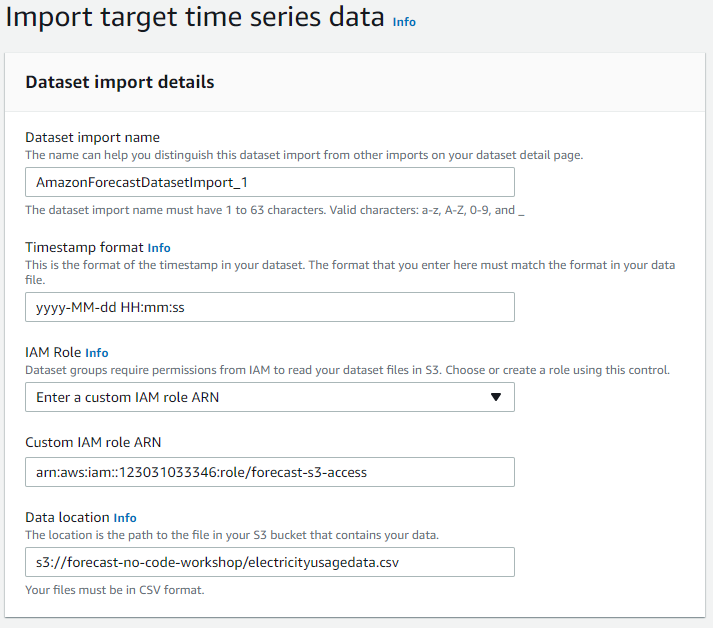 Import target time series data Info
Dataset import details
Dataset import name
The name can help you distinguish this dataset import from other imports on your dataset detail page.
AmazonForecastDatasetImport_1
The dataset import name must have 1 to 63 characters. Valid characters: a-z, A-Z, 0-9, and _
Timestamp format Info
This is the format of the timestamp in your dataset. The format that you enter here must match the format in your data
file.
yyyy-MM-dd HH:mm:ss
IAM Role Info
Dataset groups require permissions from IAM to read your dataset files in S3. Choose or create a role using this control.
Enter a custom IAM role ARN
Custom IAM role ARN
arn:aws:iam::123031033346:role/forecast-s3-access
Data location Info
The location is the path to the file in your S3 bucket that contains your data.
s3://forecast-no-code-workshop/electricityusagedata.csv
Your files must be in CSV format.